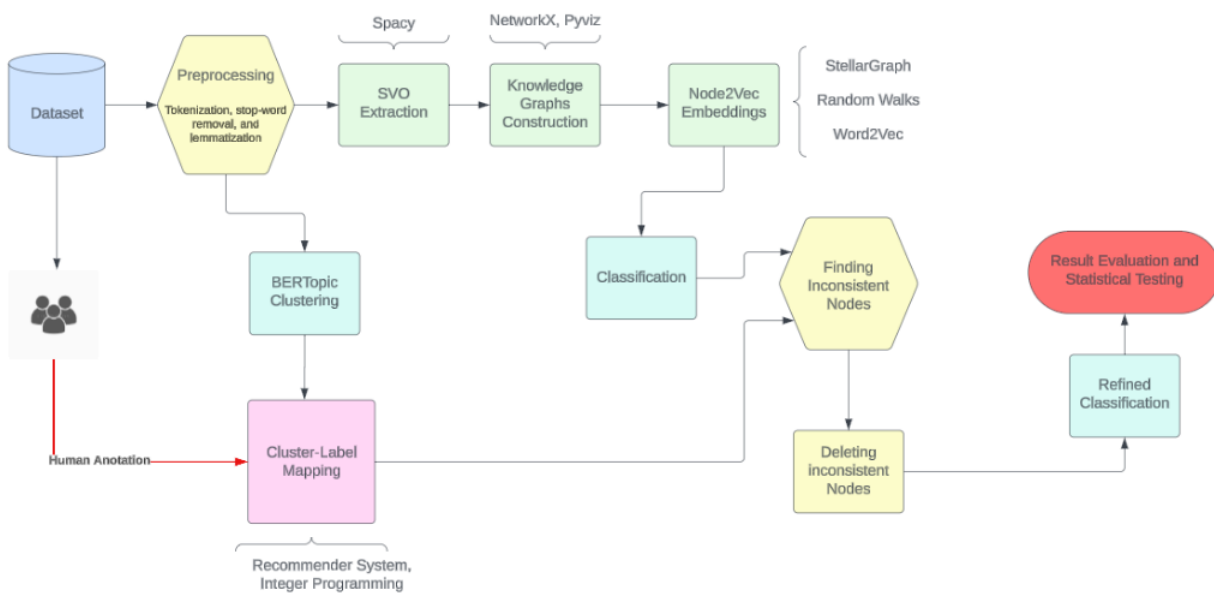 Spacy
NetworkX, Pyviz
Dataset
Preprocessing
Tokenization, stop-word
removal, and
lemmatization
SVO
Extraction
Knowledge
Graphs
Construction
Node2Vec
Embeddings
StellarGraph
Random Walks
Word2Vec
BERTopic
Clustering
Classification
Finding
Inconsistent
Nodes
Result Evaluation and
Statistical Testing
Refined
Classification
Human Anotation
Cluster-Label
Mapping
Deleting
inconsistent
Nodes
Recommender System,
Integer Programming